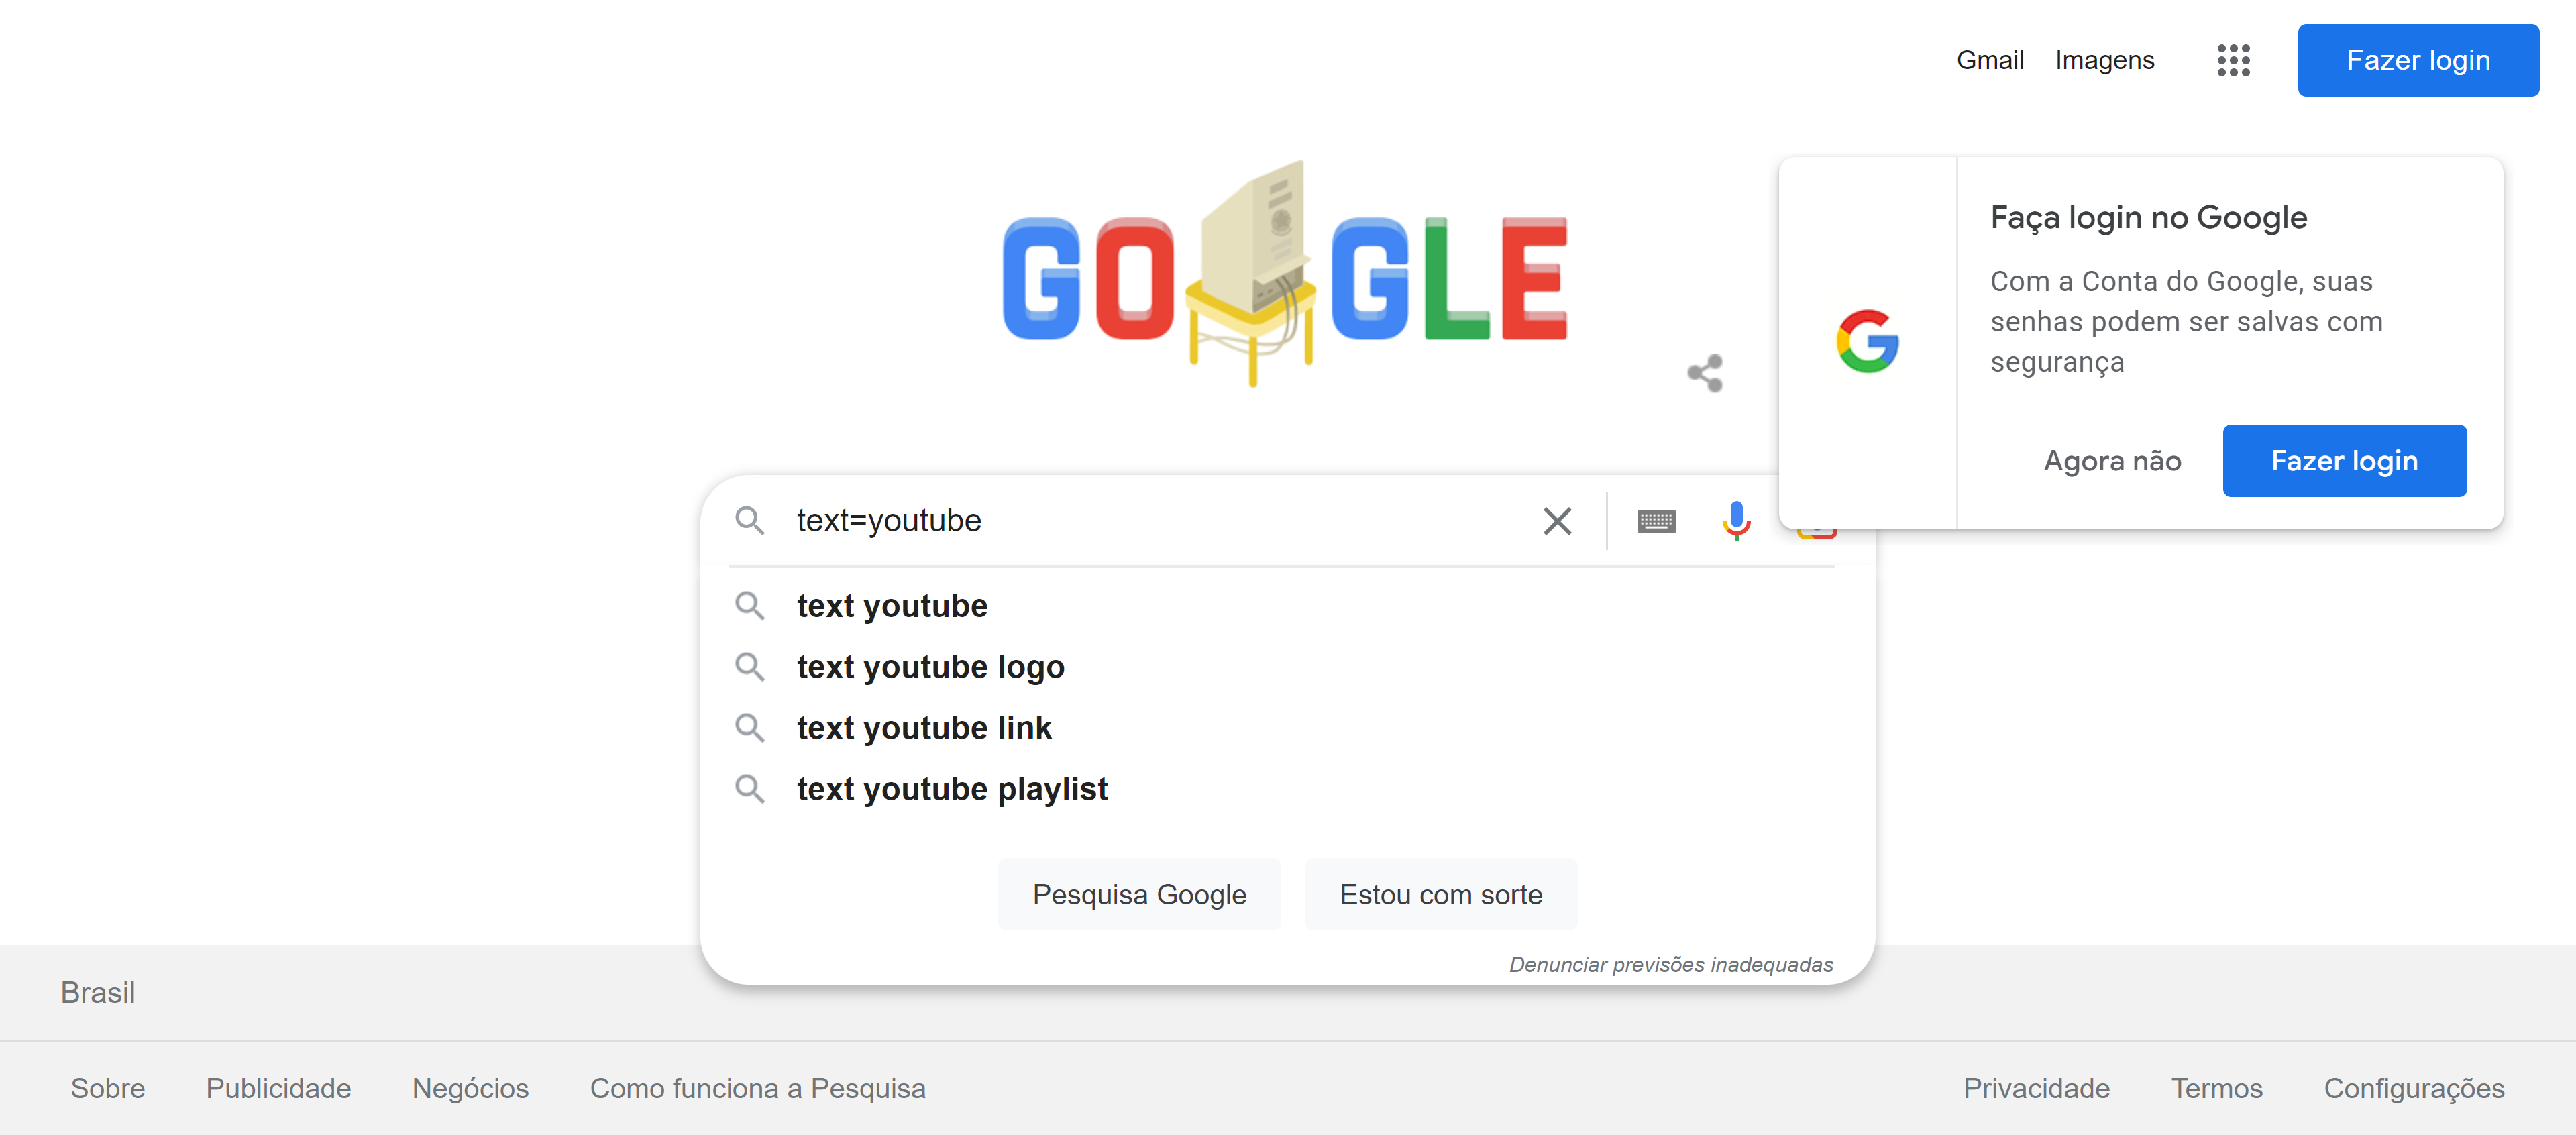 Gmail Imagens Fazer login
GOOGLE
Faça login no Google
Com a Conta do Google, suas
senhas podem ser salvas com
segurança
Agora não Fazer login
text=youtube
text youtube
text youtube logo
text youtube link
text youtube playlist
Pesquisa Google Estou com sorte
Denunciar previsões inadequadas
Brasil
Sobre Publicidade Negócios Como funciona a Pesquisa Privacidade Termos Configurações